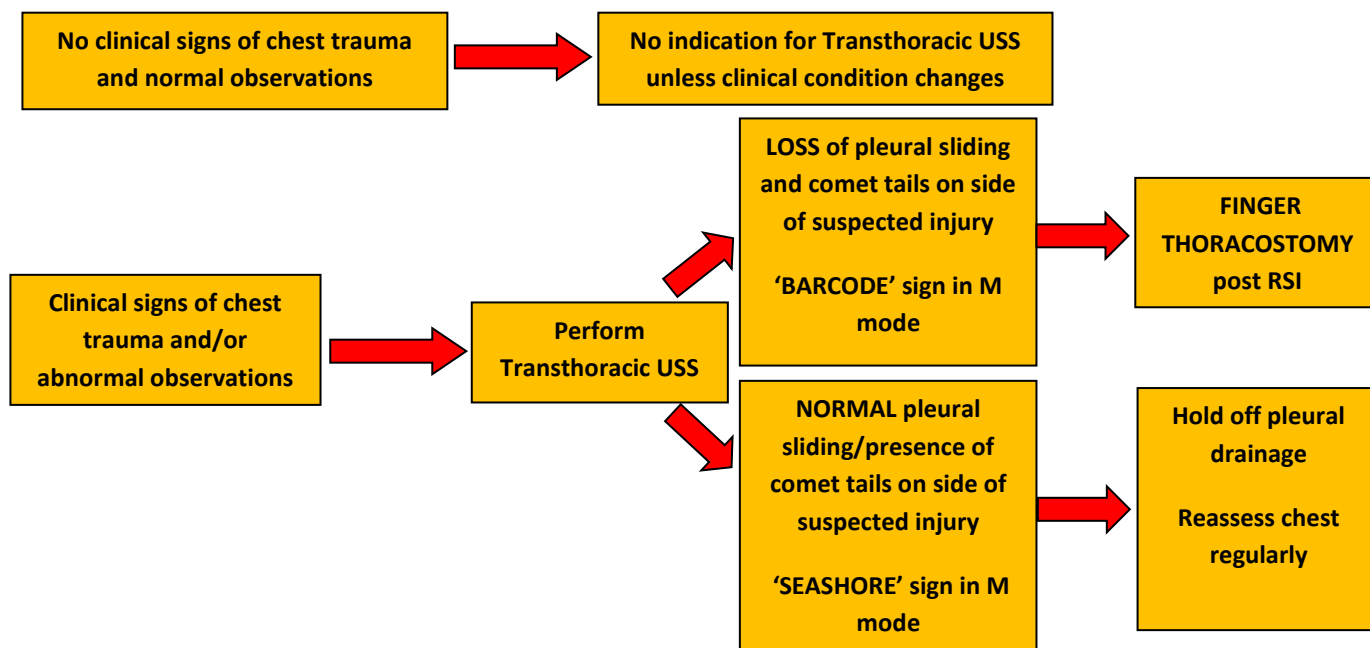 No clinical signs of chest trauma
and normal observations
No indication for Transthoracic USS
unless clinical condition changes
Clinical signs of chest
trauma and/or
abnormal observations
Perform
Transthoracic USS
LOSS of pleural sliding
and comet tails on side
of suspected injury
‘BARCODE’ sign in M
mode
FINGER
THORACOSTOMY
post RSI
NORMAL pleural
sliding/presence of
comet tails on side of
suspected injury
‘SEASHORE’ sign in M
mode
Hold off pleural
drainage
Reassess chest
regularly